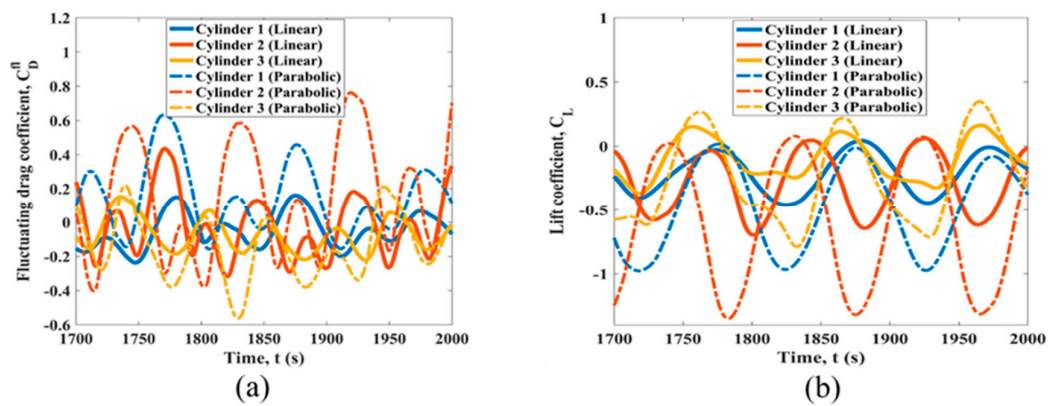 Fluctuating drag coefficient, C_D^fl
1.2
1
0.8
0.6
0.4
0.2
0
-0.2
-0.4
-0.6
Cylinder 1 (Linear)
Cylinder 2 (Linear)
Cylinder 3 (Linear)
Cylinder 1 (Parabolic)
Cylinder 2 (Parabolic)
Cylinder 3 (Parabolic)
1700 1750 1800 1850 1900 1950 2000
Time, t (s)
(a)
Lift coefficient, C_L
1
0.5
0
-0.5
-1
Cylinder 1 (Linear)
Cylinder 2 (Linear)
Cylinder 3 (Linear)
Cylinder 1 (Parabolic)
Cylinder 2 (Parabolic)
Cylinder 3 (Parabolic)
1700 1750 1800 1850 1900 1950 2000
Time, t (s)
(b)